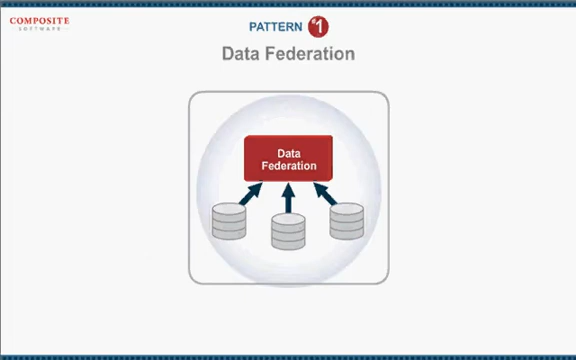 COMPOSITE
SOFTWARE
PATTERN #1
Data Federation
Data
Federation